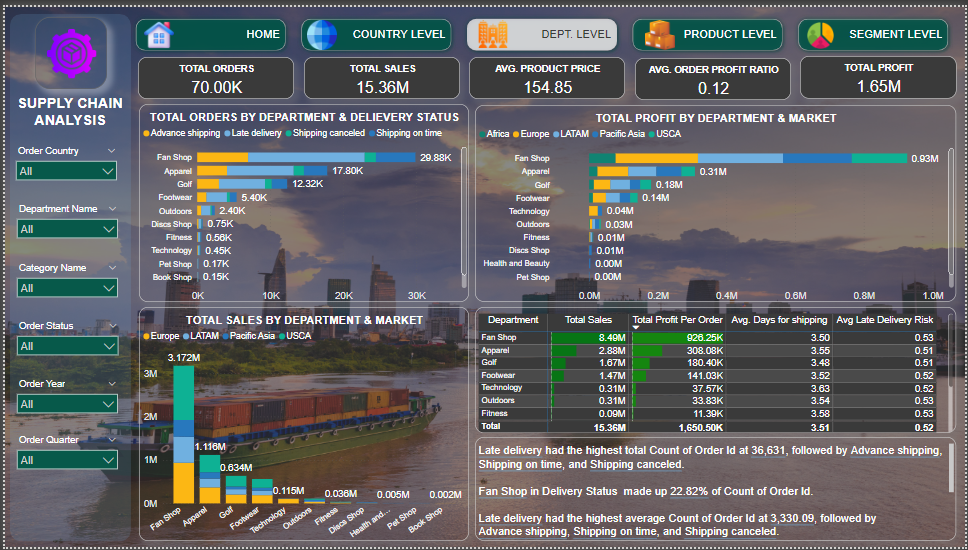 HOME
COUNTRY LEVEL
DEPT. LEVEL
PRODUCT LEVEL
SEGMENT LEVEL
SUPPLY CHAIN
ANALYSIS
TOTAL ORDERS
70.00K
TOTAL SALES
15.36M
AVG. PRODUCT PRICE
154.85
AVG. ORDER PROFIT RATIO
0.12
TOTAL PROFIT
1.65M
Order Country
All
Department Name
All
Category Name
All
Order Status
All
Order Year
All
Order Quarter
All
TOTAL ORDERS BY DEPARTMENT & DELIEVERY STATUS
Advance shipping Late delivery Shipping canceled Shipping on time
Fan Shop 29.88K
Apparel 17.80K
Golf 12.32K
Footwear 5.40K
Outdoors 2.40K
Discs Shop 0.75K
Fitness 0.56K
Technology 0.45K
Pet Shop 0.17K
Book Shop 0.15K
0K 10K 20K 30K
TOTAL PROFIT BY DEPARTMENT & MARKET
Africa Europe LATAM Pacific Asia USCA
Fan Shop 0.93M
Apparel 0.31M
Golf 0.18M
Footwear 0.14M
Technology 0.04M
Outdoors 0.03M
Fitness 0.01M
Discs Shop 0.01M
Health and Beauty 0.00M
Pet Shop 0.00M
0.0M 0.2M 0.4M 0.6M 0.8M 1.0M
TOTAL SALES BY DEPARTMENT & MARKET
Europe LATAM Pacific Asia USCA
3.172M
3M
2M
1.116M
1M
0.634M
0.115M
0.036M
0.005M
0.002M
0M
Fan Shop
Apparel
Golf
Footwear
Technology
Outdoors
Fitness
Discs Shop
Health and...
Pet Shop
Book Shop
Department Total Sales Total Profit Per Order Avg. Days for shipping Avg Late Delivery Risk
Fan Shop 8.49M 926.25K 3.50 0.53
Apparel 2.88M 308.08K 3.55 0.51
Golf 1.67M 180.40K 3.48 0.51
Footwear 1.47M 141.03K 3.52 0.52
Technology 0.31M 37.57K 3.63 0.52
Outdoors 0.31M 33.83K 3.54 0.53
Fitness 0.09M 11.39K 3.58 0.53
Total 15.36M 1,650.50K 3.51 0.52
Late delivery had the highest total Count of Order Id at 36,631, followed by Advance shipping,
Shipping on time, and Shipping canceled.
Fan Shop in Delivery Status made up 22.82% of Count of Order Id.
Late delivery had the highest average Count of Order Id at 3,330.09, followed by
Advance shipping, Shipping on time, and Shipping canceled.